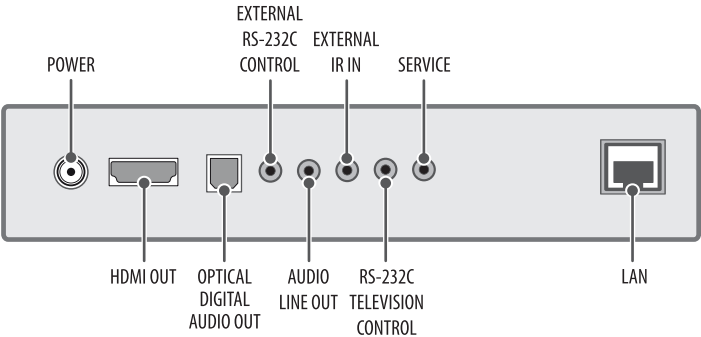 POWER
EXTERNAL
RS-232C
CONTROL
EXTERNAL
IR IN
SERVICE
HDMI OUT
OPTICAL
DIGITAL
AUDIO OUT
AUDIO
LINE OUT
RS-232C
TELEVISION
CONTROL
LAN